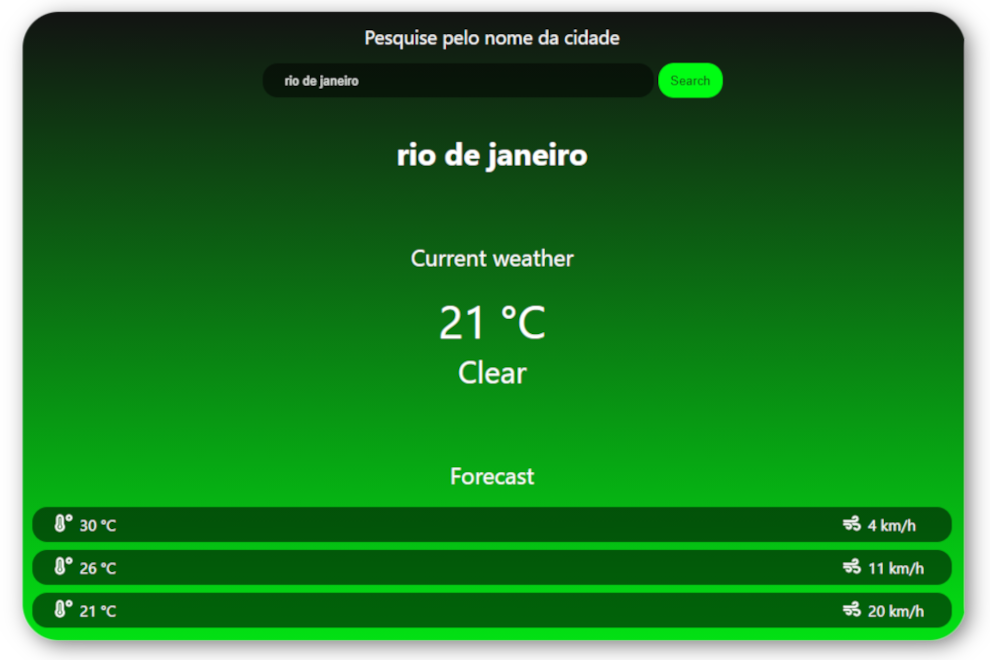 Pesquise pelo nome da cidade
rio de janeiro Search
rio de janeiro
Current weather
21 °C
Clear
Forecast
30 °C 4 km/h
26 °C 11 km/h
21 °C 20 km/h